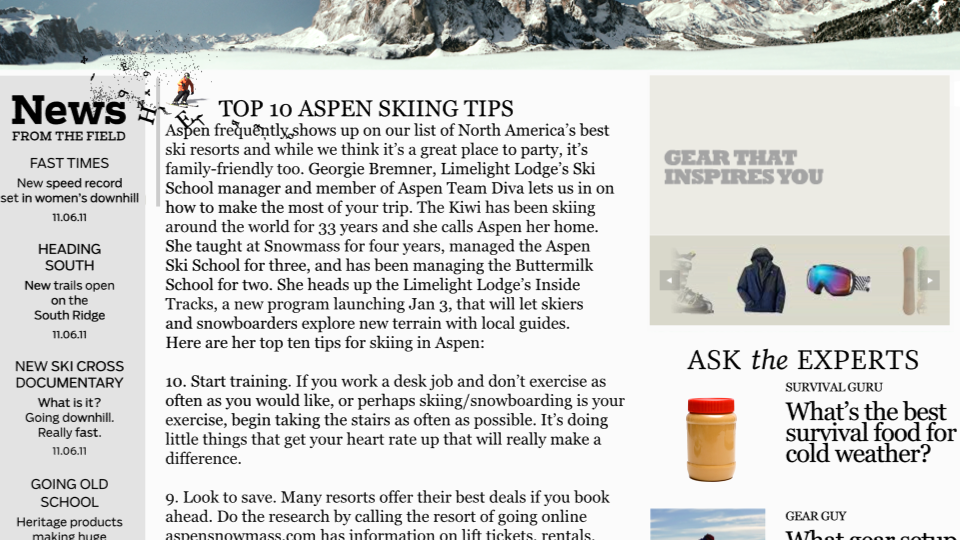 News
FROM THE FIELD
FAST TIMES
New speed record
set in women's downhill
11.06.11
HEADING
SOUTH
New trails open
on the
South Ridge
11.06.11
NEW SKI CROSS
DOCUMENTARY
What is it?
Going downhill.
Really fast.
11.06.11
GOING OLD
SCHOOL
Heritage products
making huge
TOP 10 ASPEN SKIING TIPS
Aspen frequently shows up on our list of North America's best
ski resorts and while we think it's a great place to party, it's
family-friendly too. Georgie Bremner, Limelight Lodge's Ski
School manager and member of Aspen Team Diva lets us in on
how to make the most of your trip. The Kiwi has been skiing
around the world for 33 years and she calls Aspen her home.
She taught at Snowmass for four years, managed the Aspen
Ski School for three, and has been managing the Buttermilk
School for two. She heads up the Limelight Lodge's Inside
Tracks, a new program launching Jan 3, that will let skiers
and snowboarders explore new terrain with local guides.
Here are her top ten tips for skiing in Aspen:
10. Start training. If you work a desk job and don't exercise as
often as you would like, or perhaps skiing/snowboarding is your
exercise, begin taking the stairs as often as possible. It's doing
little things that get your heart rate up that will really make a
difference.
9. Look to save. Many resorts offer their best deals if you book
ahead. Do the research by calling the resort of going online
aspensnowmass.com has information on lift tickets, rentals,
GEAR THAT
INSPIRES YOU
ASK the EXPERTS
SURVIVAL GURU
What's the best
survival food for
cold weather?
GEAR GUY
What gear setup